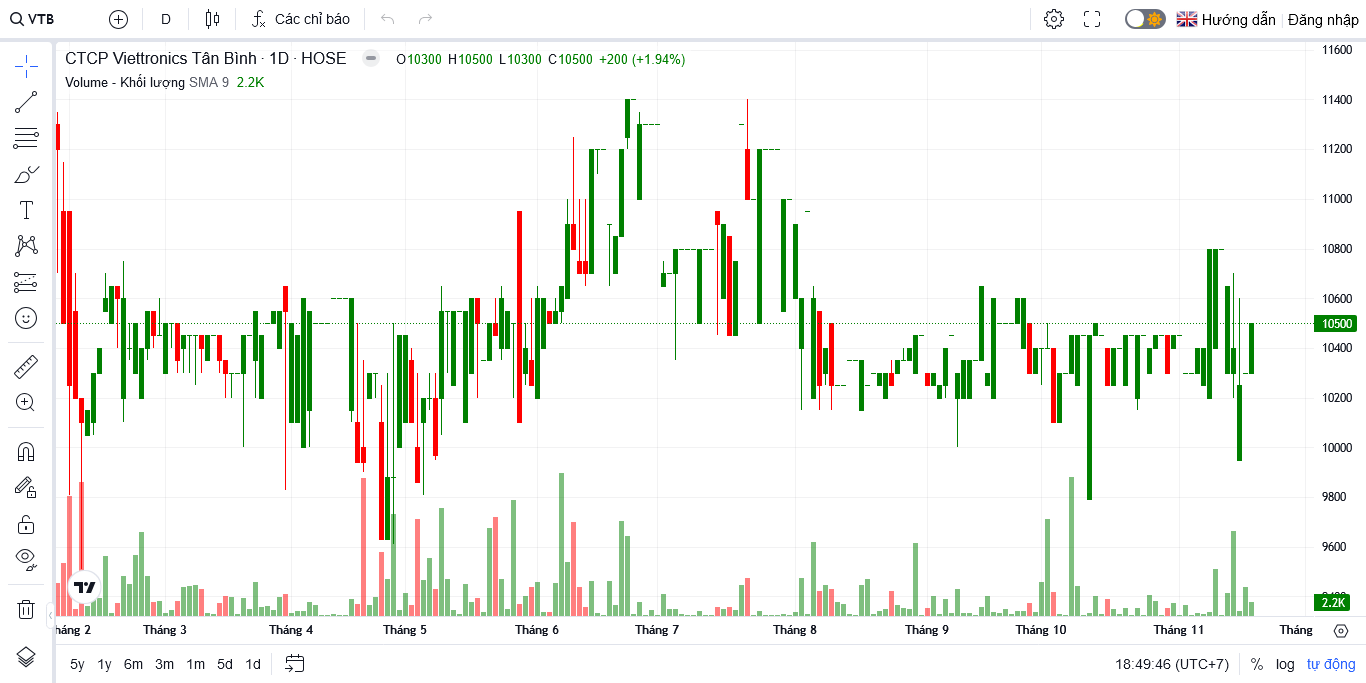 VTB D Các chỉ báo Hướng dẫn Đăng nhập
CTCP Viettronics Tân Bình · 1D · HOSE O10300 H10500 L10300 C10500 +200 (+1.94%)
Volume - Khối lượng SMA 9 2.2K
11600
11400
11200
11000
10800
10600
10500
10400
10200
10000
9800
9600
2.2K
háng 2 Tháng 3 Tháng 4 Tháng 5 Tháng 6 Tháng 7 Tháng 8 Tháng 9 Tháng 10 Tháng 11 Tháng
5y 1y 6m 3m 1m 5d 1d 18:49:46 (UTC+7) % log tự động